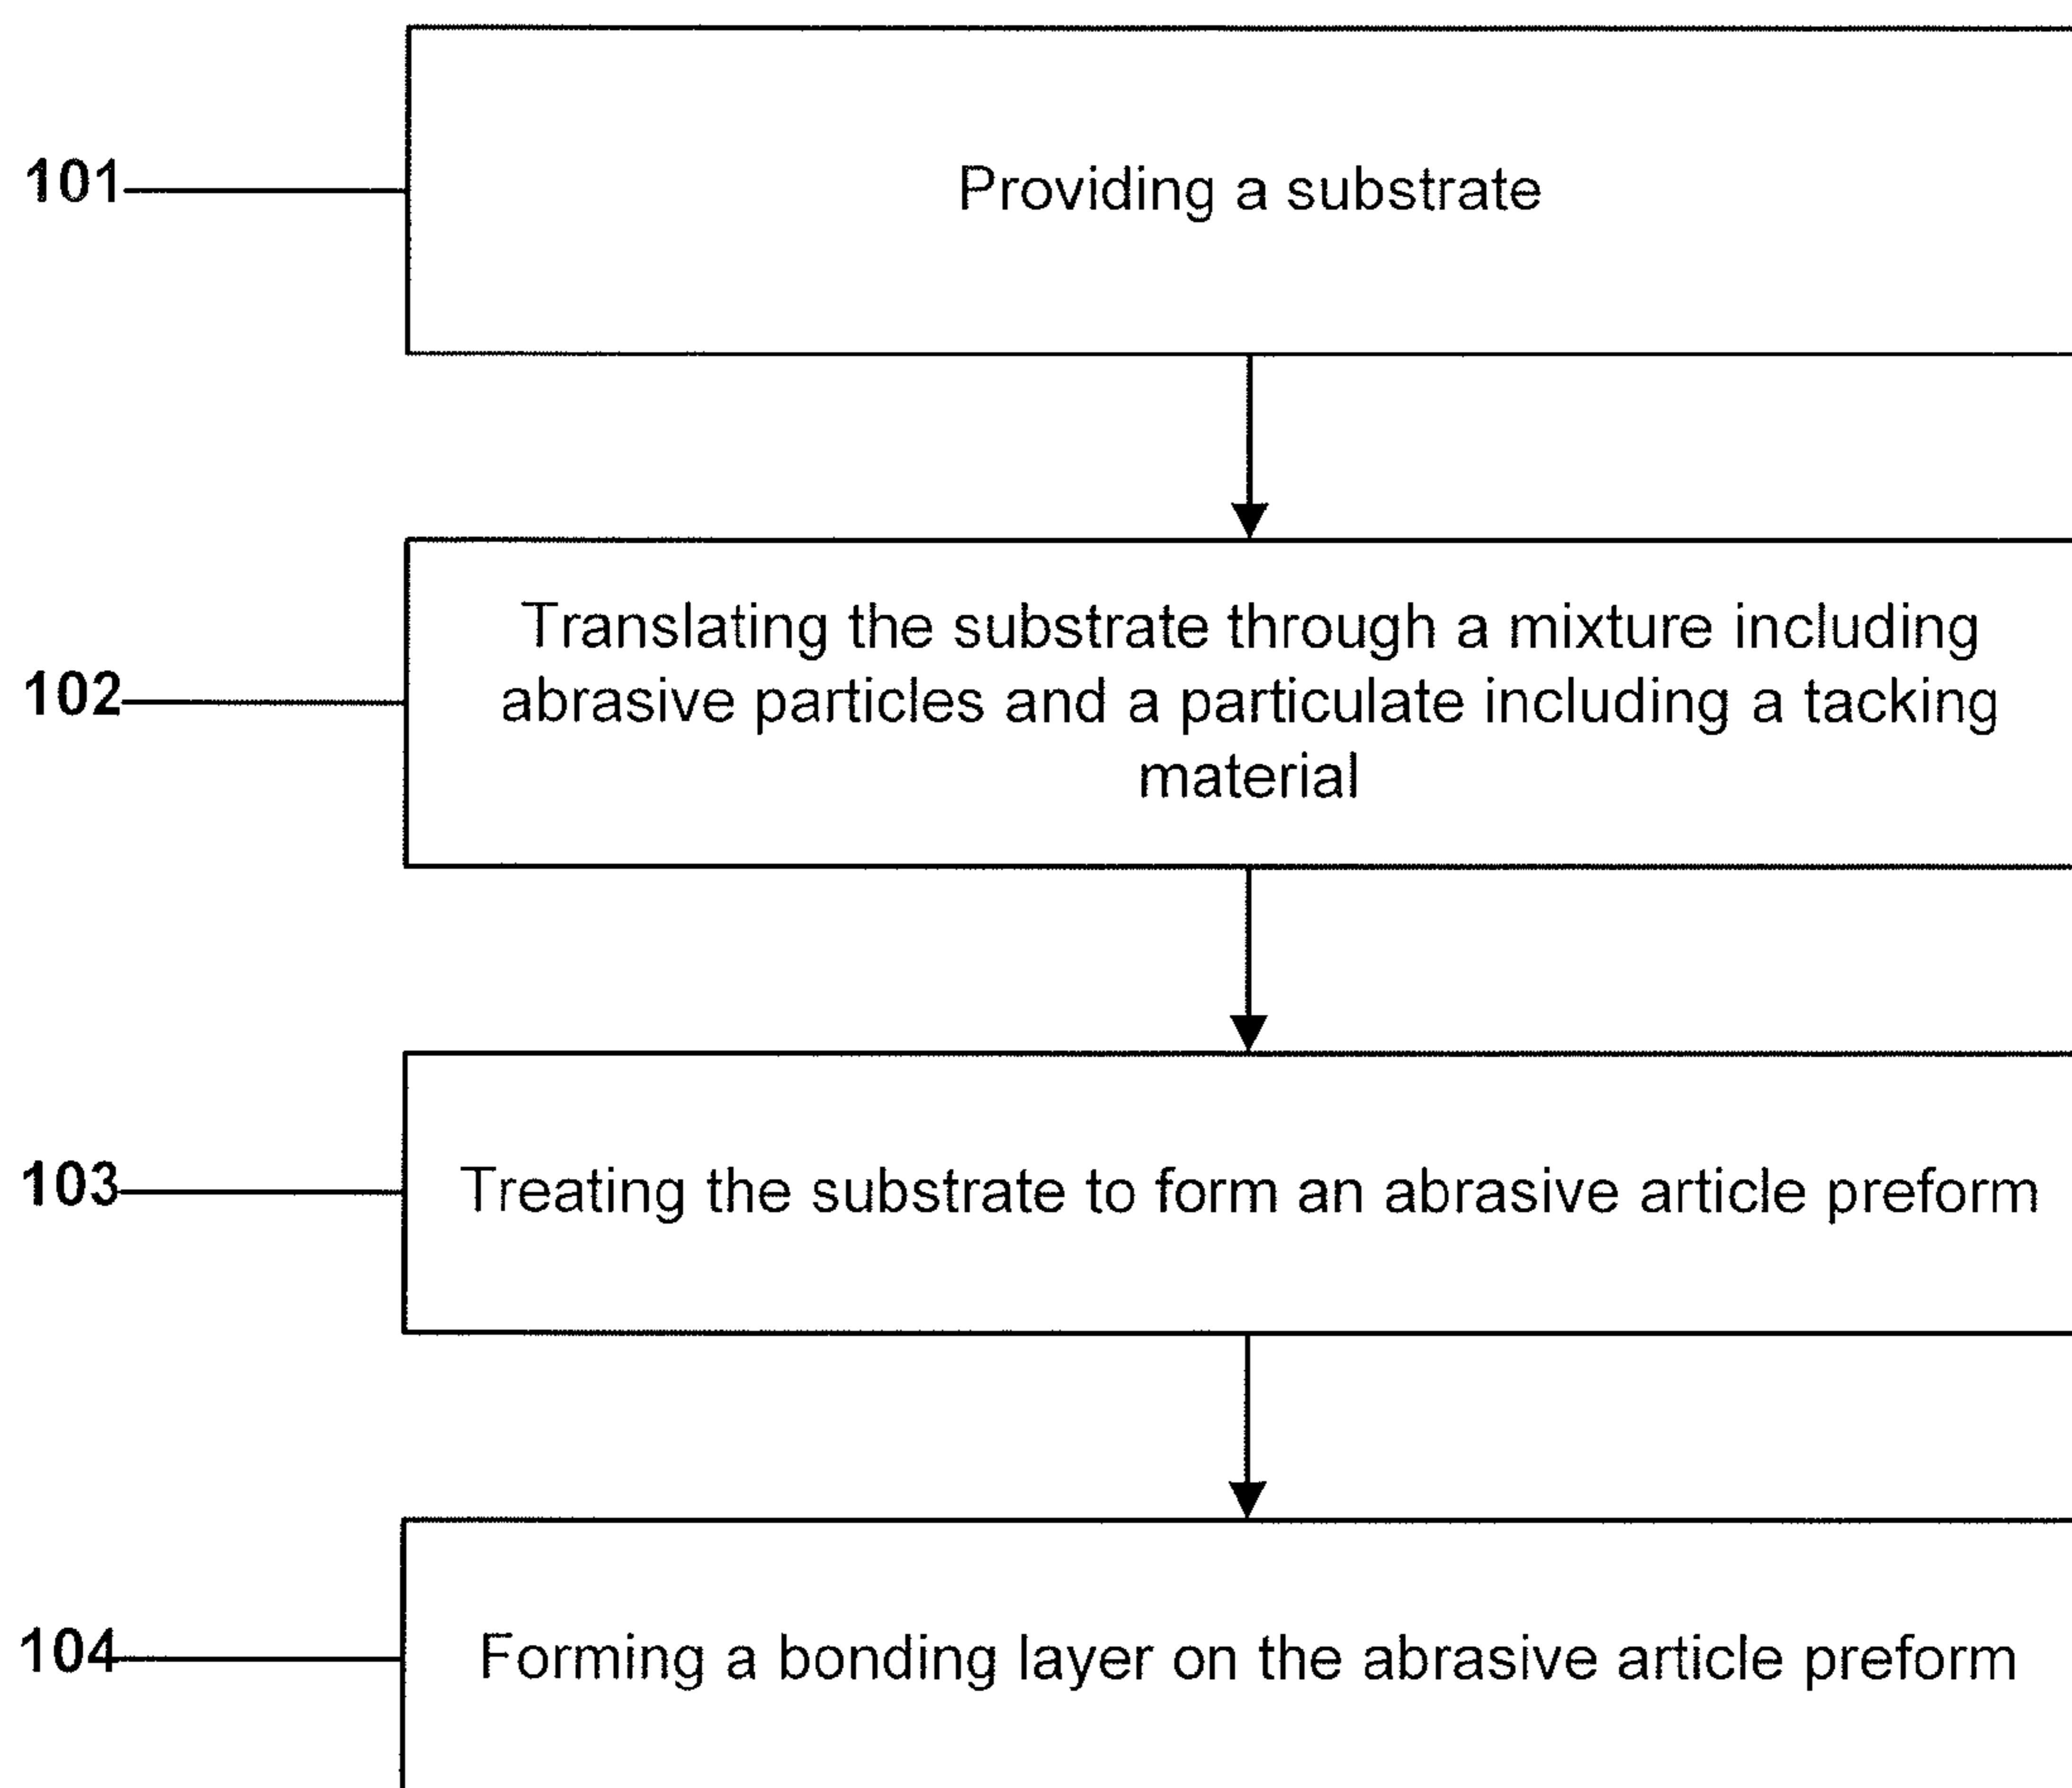 101
Providing a substrate
102
Translating the substrate through a mixture including
abrasive particles and a particulate including a tacking
material
103
Treating the substrate to form an abrasive article preform
104
Forming a bonding layer on the abrasive article preform